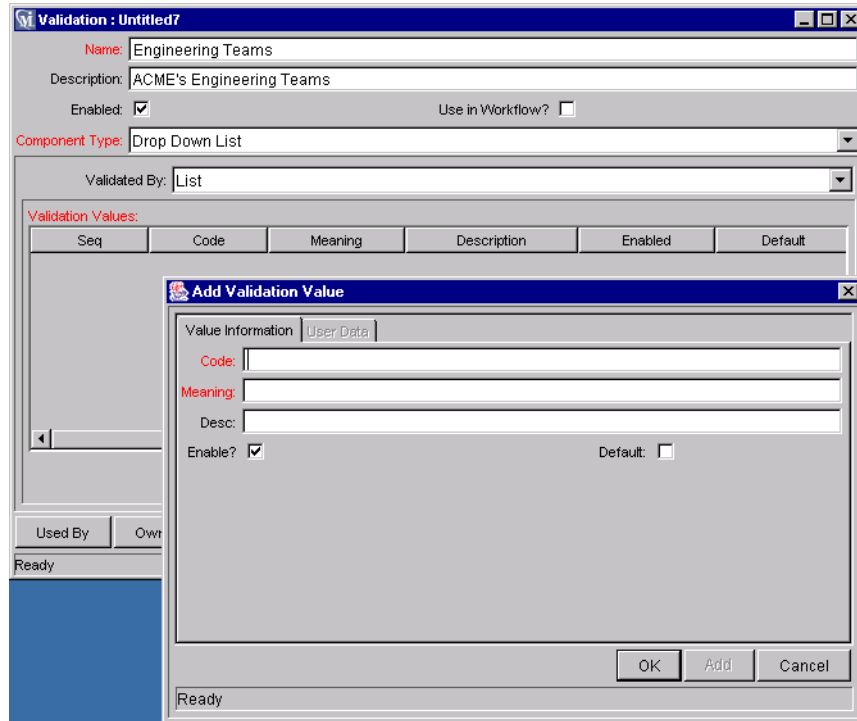 Validation : Untitled7
Name: Engineering Teams
Description: ACME's Engineering Teams
Enabled: Use in Workflow?
Component Type: Drop Down List
Validated By: List
Validation Values:
Seq Code Meaning Description Enabled Default
Add Validation Value
Value Information User Data
Code:
Meaning:
Desc:
Enable? Default:
Used By
Ready
OK Add Cancel
Ready